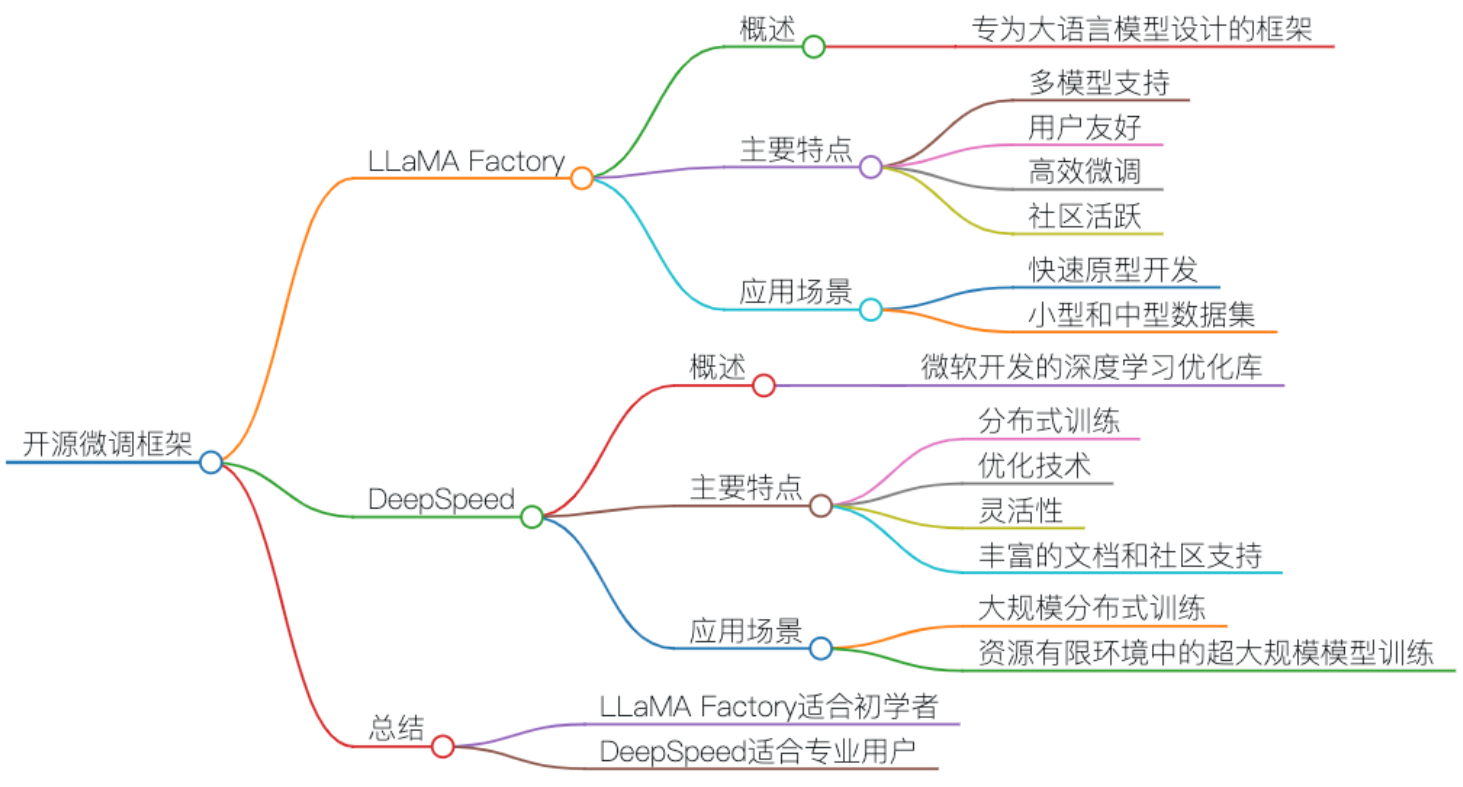 开源微调框架
LLaMA Factory
概述
专为大语言模型设计的框架
主要特点
多模型支持
用户友好
高效微调
社区活跃
应用场景
快速原型开发
小型和中型数据集
DeepSpeed
概述
微软开发的深度学习优化库
主要特点
分布式训练
优化技术
灵活性
丰富的文档和社区支持
应用场景
大规模分布式训练
资源有限环境中的超大规模模型训练
总结
LLaMA Factory适合初学者
DeepSpeed适合专业用户